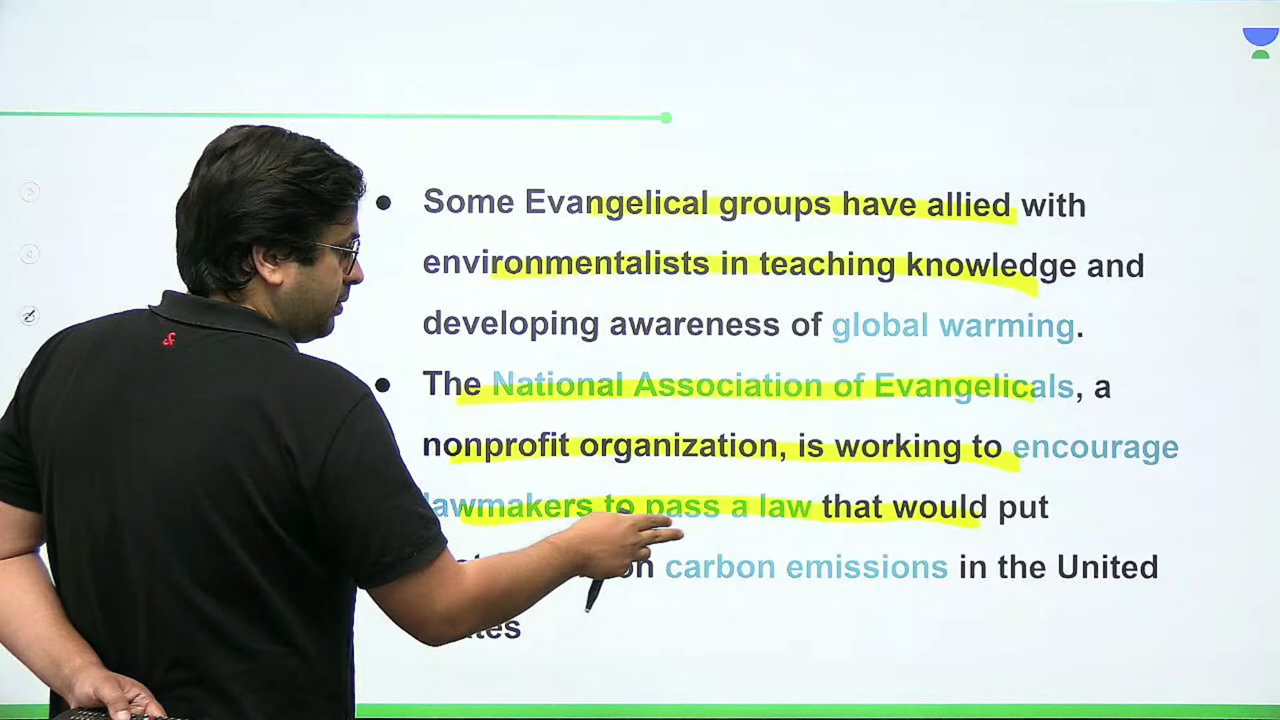 ● Some Evangelical groups have allied with
environmentalists in teaching knowledge and
developing awareness of global warming.
● The National Association of Evangelicals, a
nonprofit organization, is working to encourage
lawmakers to pass a law that would put
carbon emissions in the United